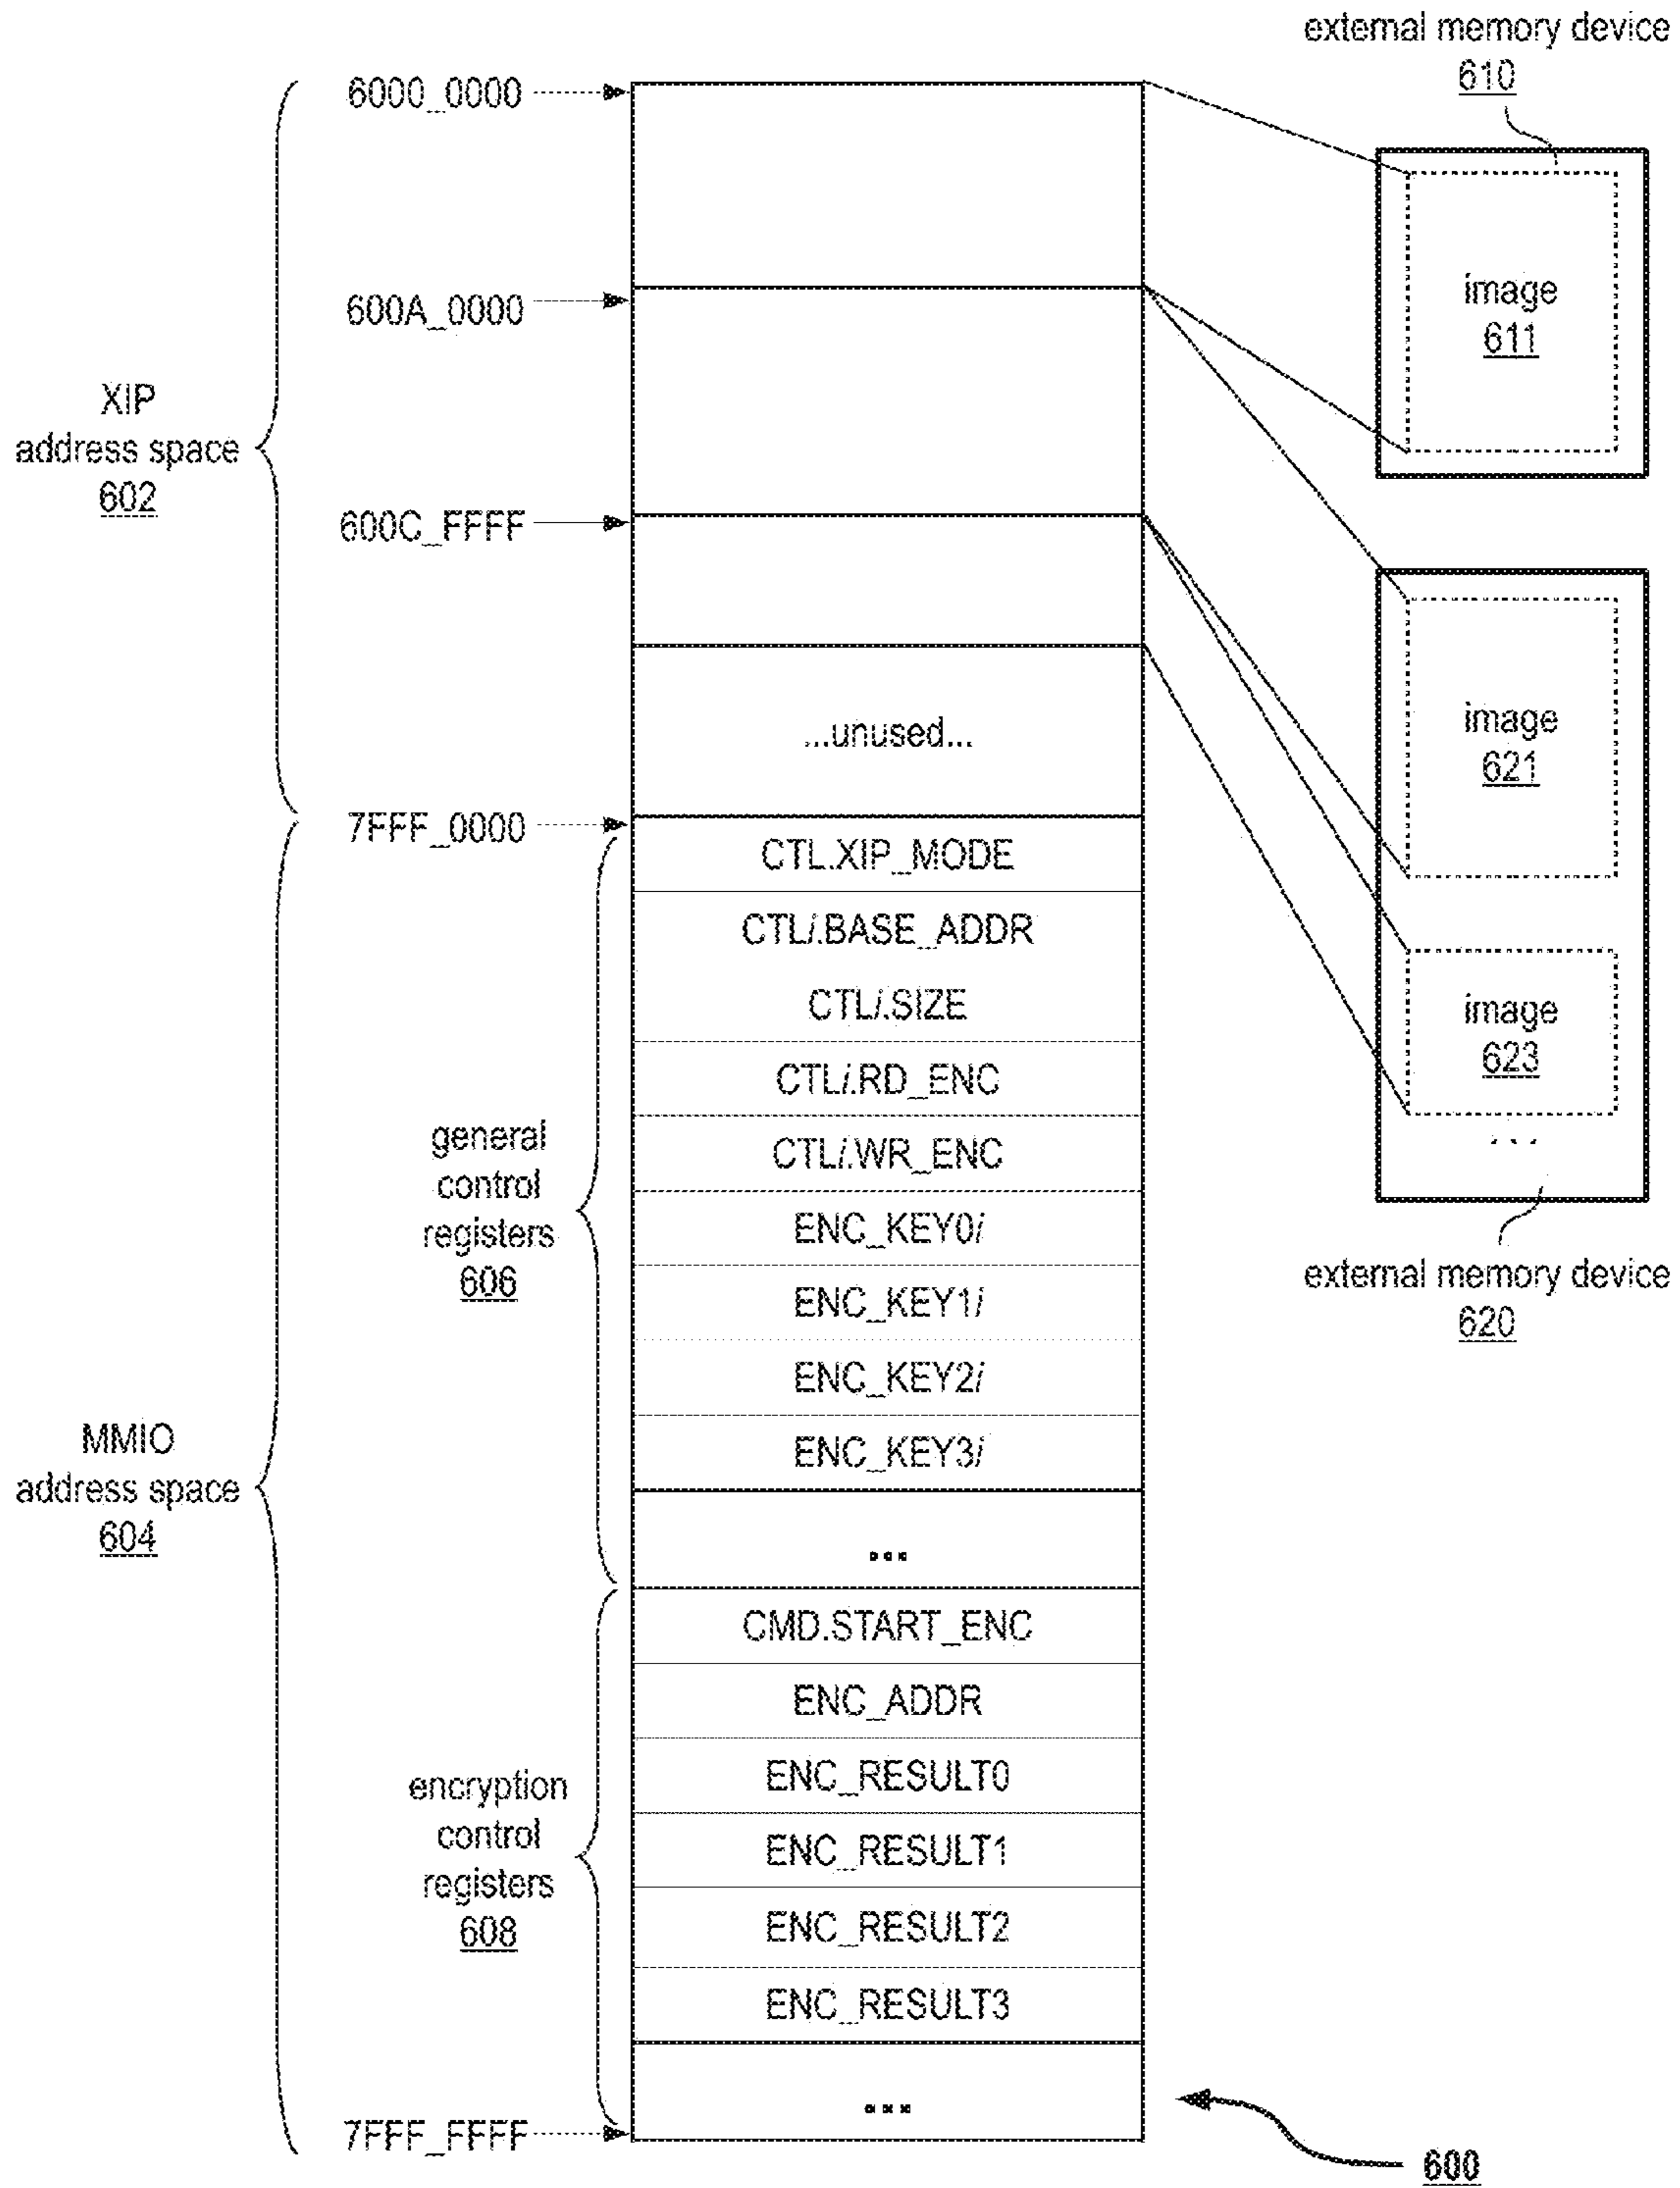 external memory device
610
6000_0000
image
611
600A_0000
XIP
address space
602
600C_FFFF
image
621
...unused...
7FFF_0000
CTL.XIP_MODE
CTLi.BASE_ADDR
CTLi.SIZE
image
623
CTLi.RD_ENC
CTLi.WR_ENC
...
general
control
registers
606
ENC_KEY0i
ENC_KEY1i
ENC_KEY2i
ENC_KEY3i
external memory device
620
MMIO
address space
604
...
CMD.START_ENC
ENC_ADDR
ENC_RESULT0
ENC_RESULT1
ENC_RESULT2
ENC_RESULT3
encryption
control
registers
608
...
7FFF_FFFF
600